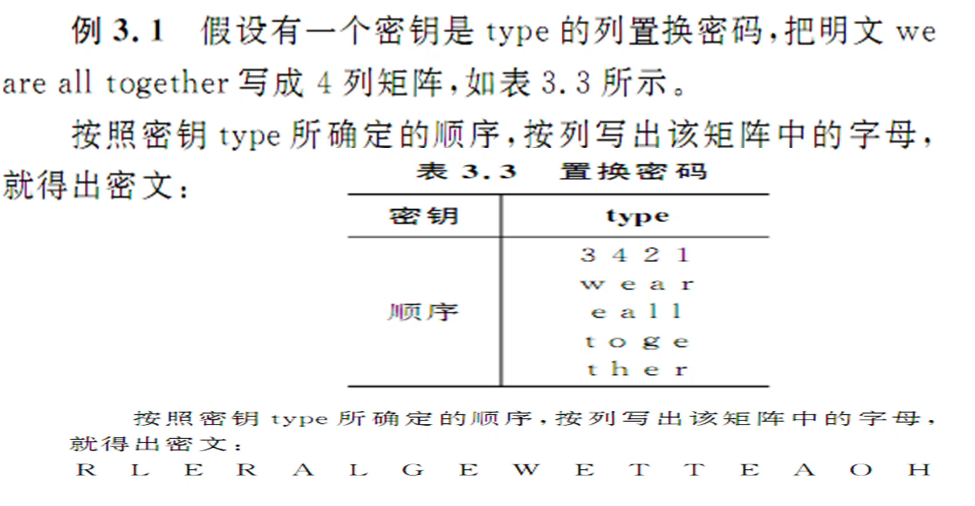 例 3.1 假设有一个密钥是 type 的列置换密码,把明文 we
are all together 写成 4 列矩阵,如表 3.3 所示。
按照密钥 type 所确定的顺序,按列写出该矩阵中的字母,
就得出密文:
表 3.3 置换密码
密钥 type
顺序
3 4 2 1
w e a r
e a l l
t o g e
t h e r
按照密钥 type 所确定的顺序,按列写出该矩阵中的字母,
就得出密文:
R L E R A L G E W E T T E A O H